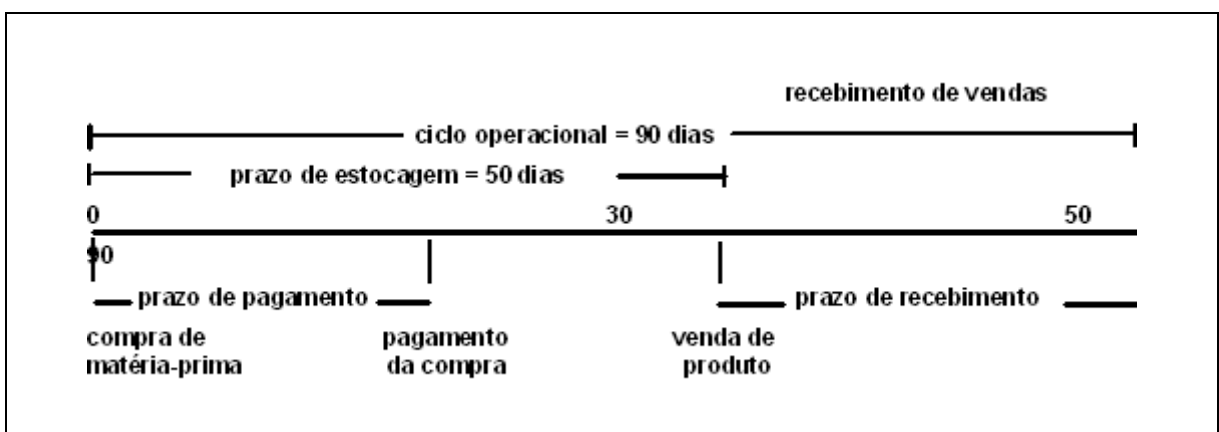 recebimento de vendas
ciclo operacional = 90 dias
prazo de estocagem = 50 dias
0 30 50
90
prazo de pagamento prazo de recebimento
compra de pagamento venda de
matéria-prima da compra produto